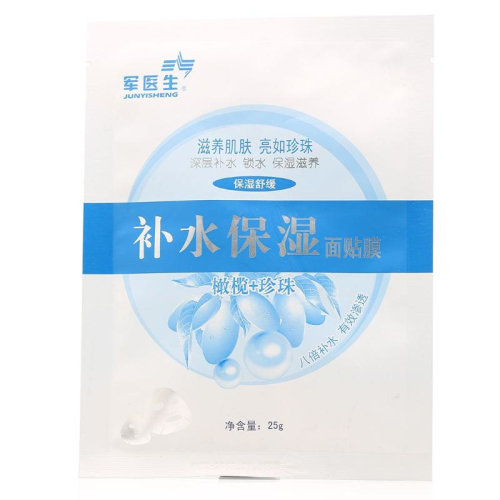 军医生®
JUNYISHENG
滋养肌肤 亮如珍珠
深层补水 锁水 保湿滋养
保湿舒缓
补水保湿面贴膜
橄榄+珍珠
八倍补水 有效渗透
净含量：25g